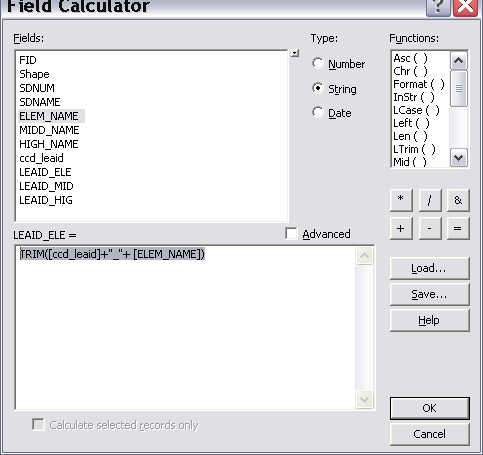 Field Calculator
Fields:
FID
Shape
SDNUM
SDNAME
ELEM_NAME
MIDD_NAME
HIGH_NAME
ccd_leaid
LEAID_ELE
LEAID_MID
LEAID_HIG
Type:
Number
String
Date
Functions:
Asc ( )
Chr ( )
Format ( )
InStr ( )
LCase ( )
Left ( )
Len ( )
LTrim ( )
Mid ( )
* / &
+ - =
LEAID_ELE =
Advanced
TRIM([ccd_leaid]+"_"+ [ELEM_NAME])
Load...
Save...
Help
Calculate selected records only
OK
Cancel